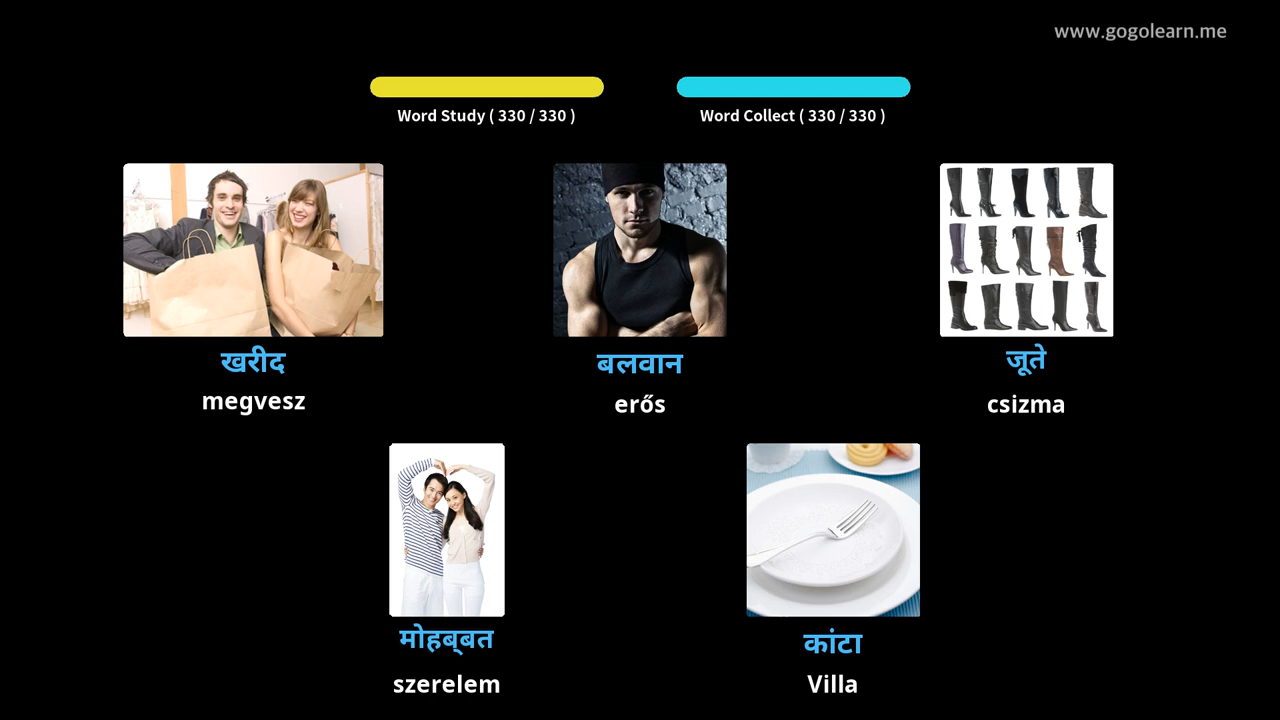 www.gogolearn.me
Word Study ( 330 / 330 )
Word Collect ( 330 / 330 )
खरीद
बलवान
जूते
megvesz
erős
csizma
मोहब्बत
कांटा
szerelem
Villa